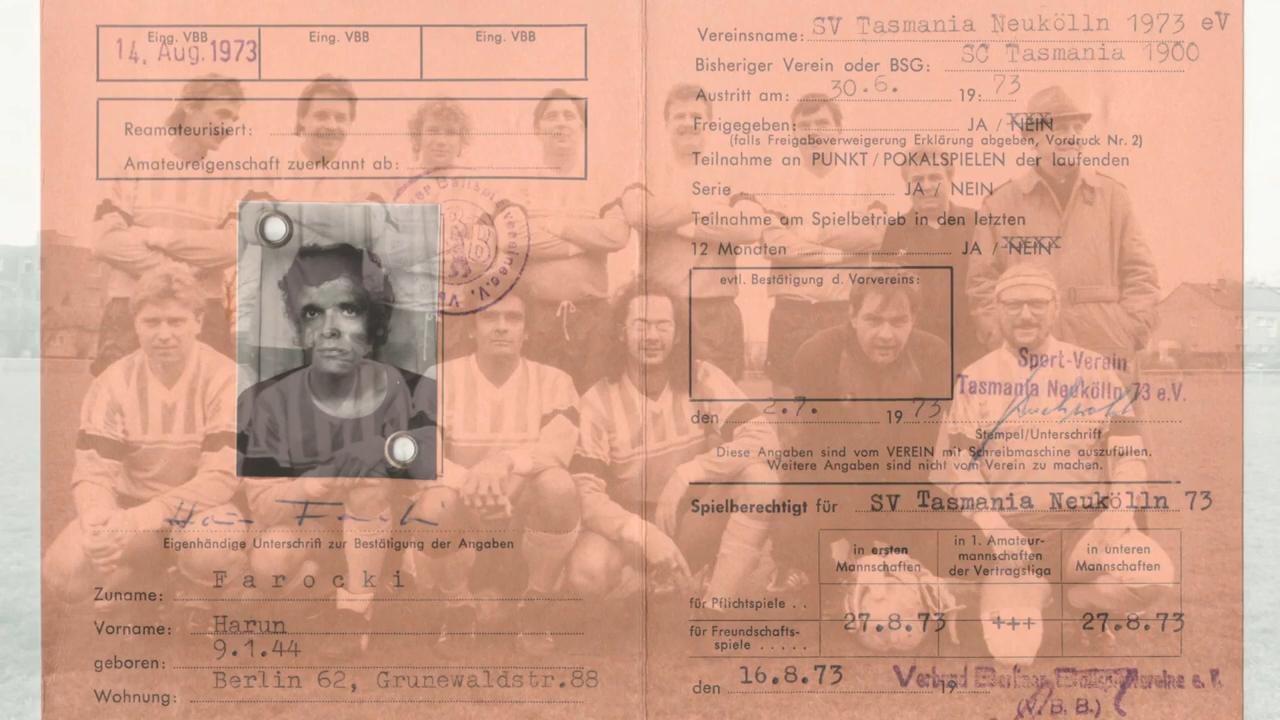 Eing. VBB
Eing. VBB
Eing. VBB
14. Aug. 1973
Reamateurisiert:
Amateureigenschaft zuerkannt ab:
Eigenhändige Unterschrift zur Bestätigung der Angaben
Zuname: Farocki
Vorname: Harun
geboren: 9.1.44
Wohnung: Berlin 62, Grunewaldstr.88
Vereinsname: SV Tasmania Neukölln 1973 eV
Bisheriger Verein oder BSG: SC Tasmania 1900
Austritt am: 30.6. 19: 73
Freigegeben: JA / NEIN
(falls Freigabeverweigerung Erklärung abgeben, Vordruck Nr. 2)
Teilnahme an PUNKT / POKALSPIELEN der laufenden
Serie JA / NEIN
Teilnahme am Spielbetrieb in den letzten
12 Monaten JA / NEIN
evtl. Bestätigung d. Vorvereins:
Sport-Verein
Tasmania Neukölln 73 e.V.
den 2.7. 19 73
Stempel/Unterschrift
Diese Angaben sind vom VEREIN mit Schreibmaschine auszufüllen.
Weitere Angaben sind nicht vom Verein zu machen.
Spielberechtigt für SV Tasmania Neukölln 73
in ersten Mannschaften
in 1. Amateur-mannschaften der Vertragsliga
in unteren Mannschaften
für Pflichtspiele . .
für Freundschafts-
spiele . . . . .
27.8.73 +++ 27.8.73
den 16.8.73 19
Verband Berliner Ballspielvereine e. V.
(V. B. B.)